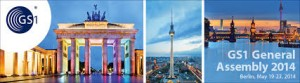 GS1
GS1 General
Assembly 2014
Berlin, May 19-22, 2014